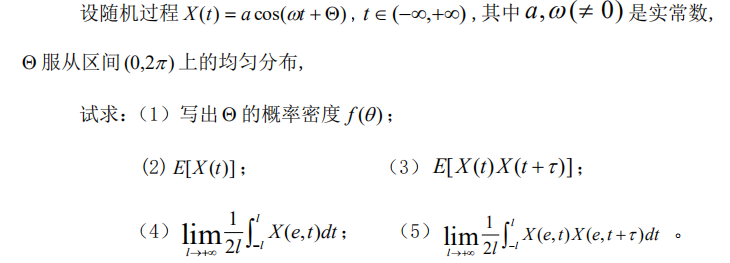 设随机过程 X(t) = a cos(ωt + Θ), t ∈ (−∞,+∞) ,其中 a,ω(≠ 0) 是实常数,
Θ 服从区间 (0,2π) 上的均匀分布,
试求：（1）写出 Θ 的概率密度 f(θ)；
(2) E[X(t)]； （3） E[X(t)X(t + τ)]；
（4） lim_{l→+∞} 1/2l ∫_{−l}^{l} X(e,t)dt； （5） lim_{l→+∞} 1/2l ∫_{−l}^{l} X(e,t)X(e,t+τ)dt 。